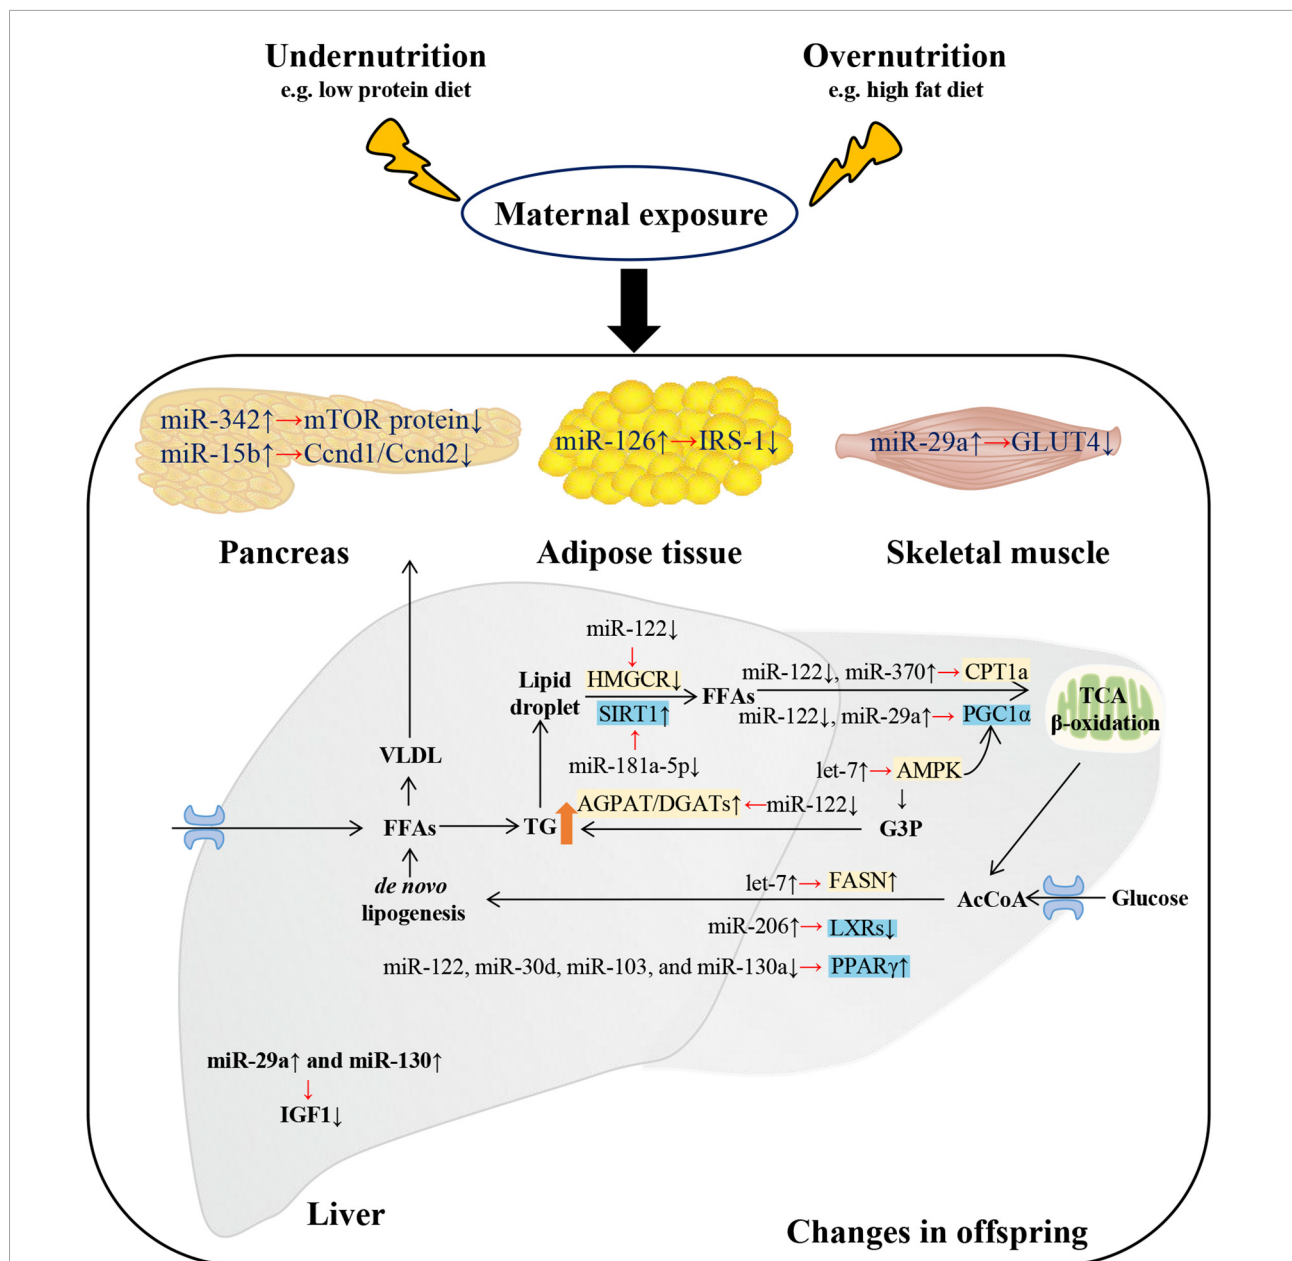 Undernutrition
e.g. low protein diet
Overnutrition
e.g. high fat diet
Maternal exposure
miR-342↑→mTOR protein↓
miR-15b↑→Ccnd1/Ccnd2↓
Pancreas
miR-126↑→IRS-1↓
Adipose tissue
miR-29a↑→GLUT4↓
Skeletal muscle
miR-122↓
↓
HMGCR↓
SIRT1↑
↑
miR-181a-5p↓
Lipid
droplet
FFAs
miR-122↓, miR-370↑→ CPT1a
miR-122↓, miR-29a↑→ PGC1α
TCA
β-oxidation
let-7↑→ AMPK
↓
G3P
AGPAT/DGATs↑ ←miR-122↓
VLDL
FFAs
TG
de novo
lipogenesis
let-7↑→ FASN↑
AcCoA
Glucose
miR-206↑→ LXRs↓
miR-122, miR-30d, miR-103, and miR-130a↓→ PPARγ↑
miR-29a↑ and miR-130↑
↓
IGF1↓
Liver
Changes in offspring